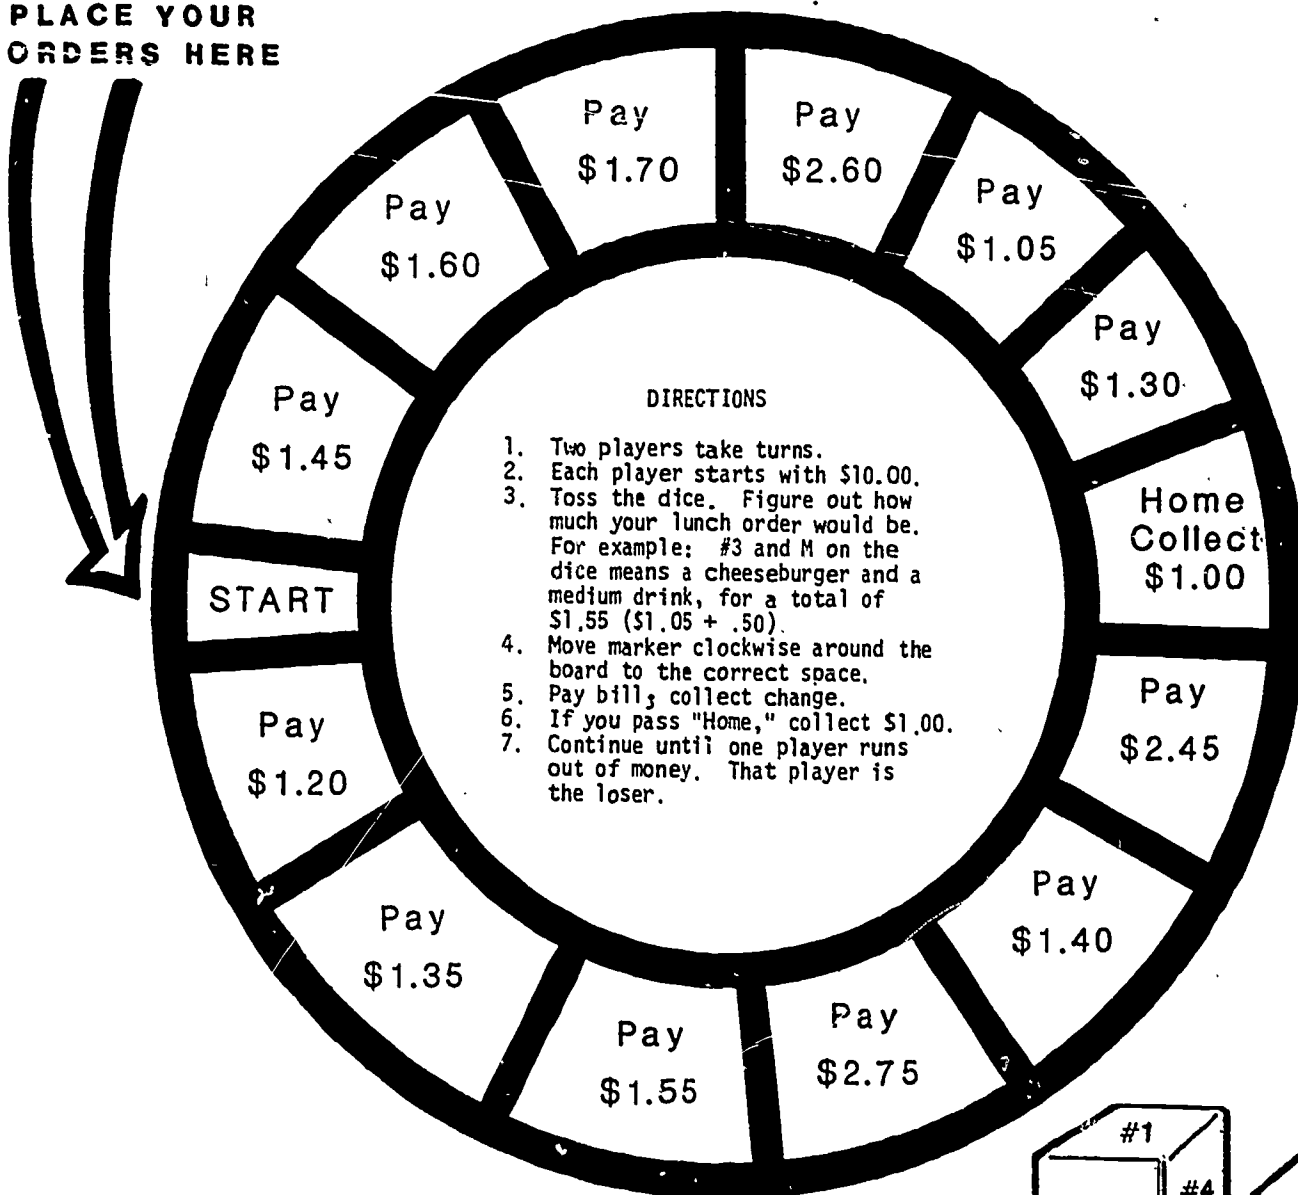 PLACE YOUR
ORDERS HERE
START
Pay
$1.45
Pay
$1.60
Pay
$1.70
Pay
$2.60
Pay
$1.05
Pay
$1.30
Home
Collect
$1.00
Pay
$2.45
Pay
$1.40
Pay
$2.75
Pay
$1.55
Pay
$1.35
Pay
$1.20
DIRECTIONS
1. Two players take turns.
2. Each player starts with $10.00.
3. Toss the dice. Figure out how
much your lunch order would be.
For example: #3 and M on the
dice means a cheeseburger and a
medium drink, for a total of
$1.55 ($1.05 + .50).
4. Move marker clockwise around the
board to the correct space.
5. Pay bill; collect change.
6. If you pass "Home," collect $1.00.
7. Continue until one player runs
out of money. That player is
the loser.
#1
#4